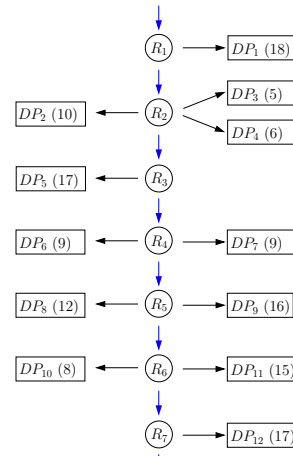 R1 DP1 (18)
DP3 (5)
DP2 (10) R2
DP4 (6)
DP5 (17) R3
DP6 (9) R4 DP7 (9)
DP8 (12) R5 DP9 (16)
DP10 (8) R6 DP11 (15)
R7 DP12 (17)